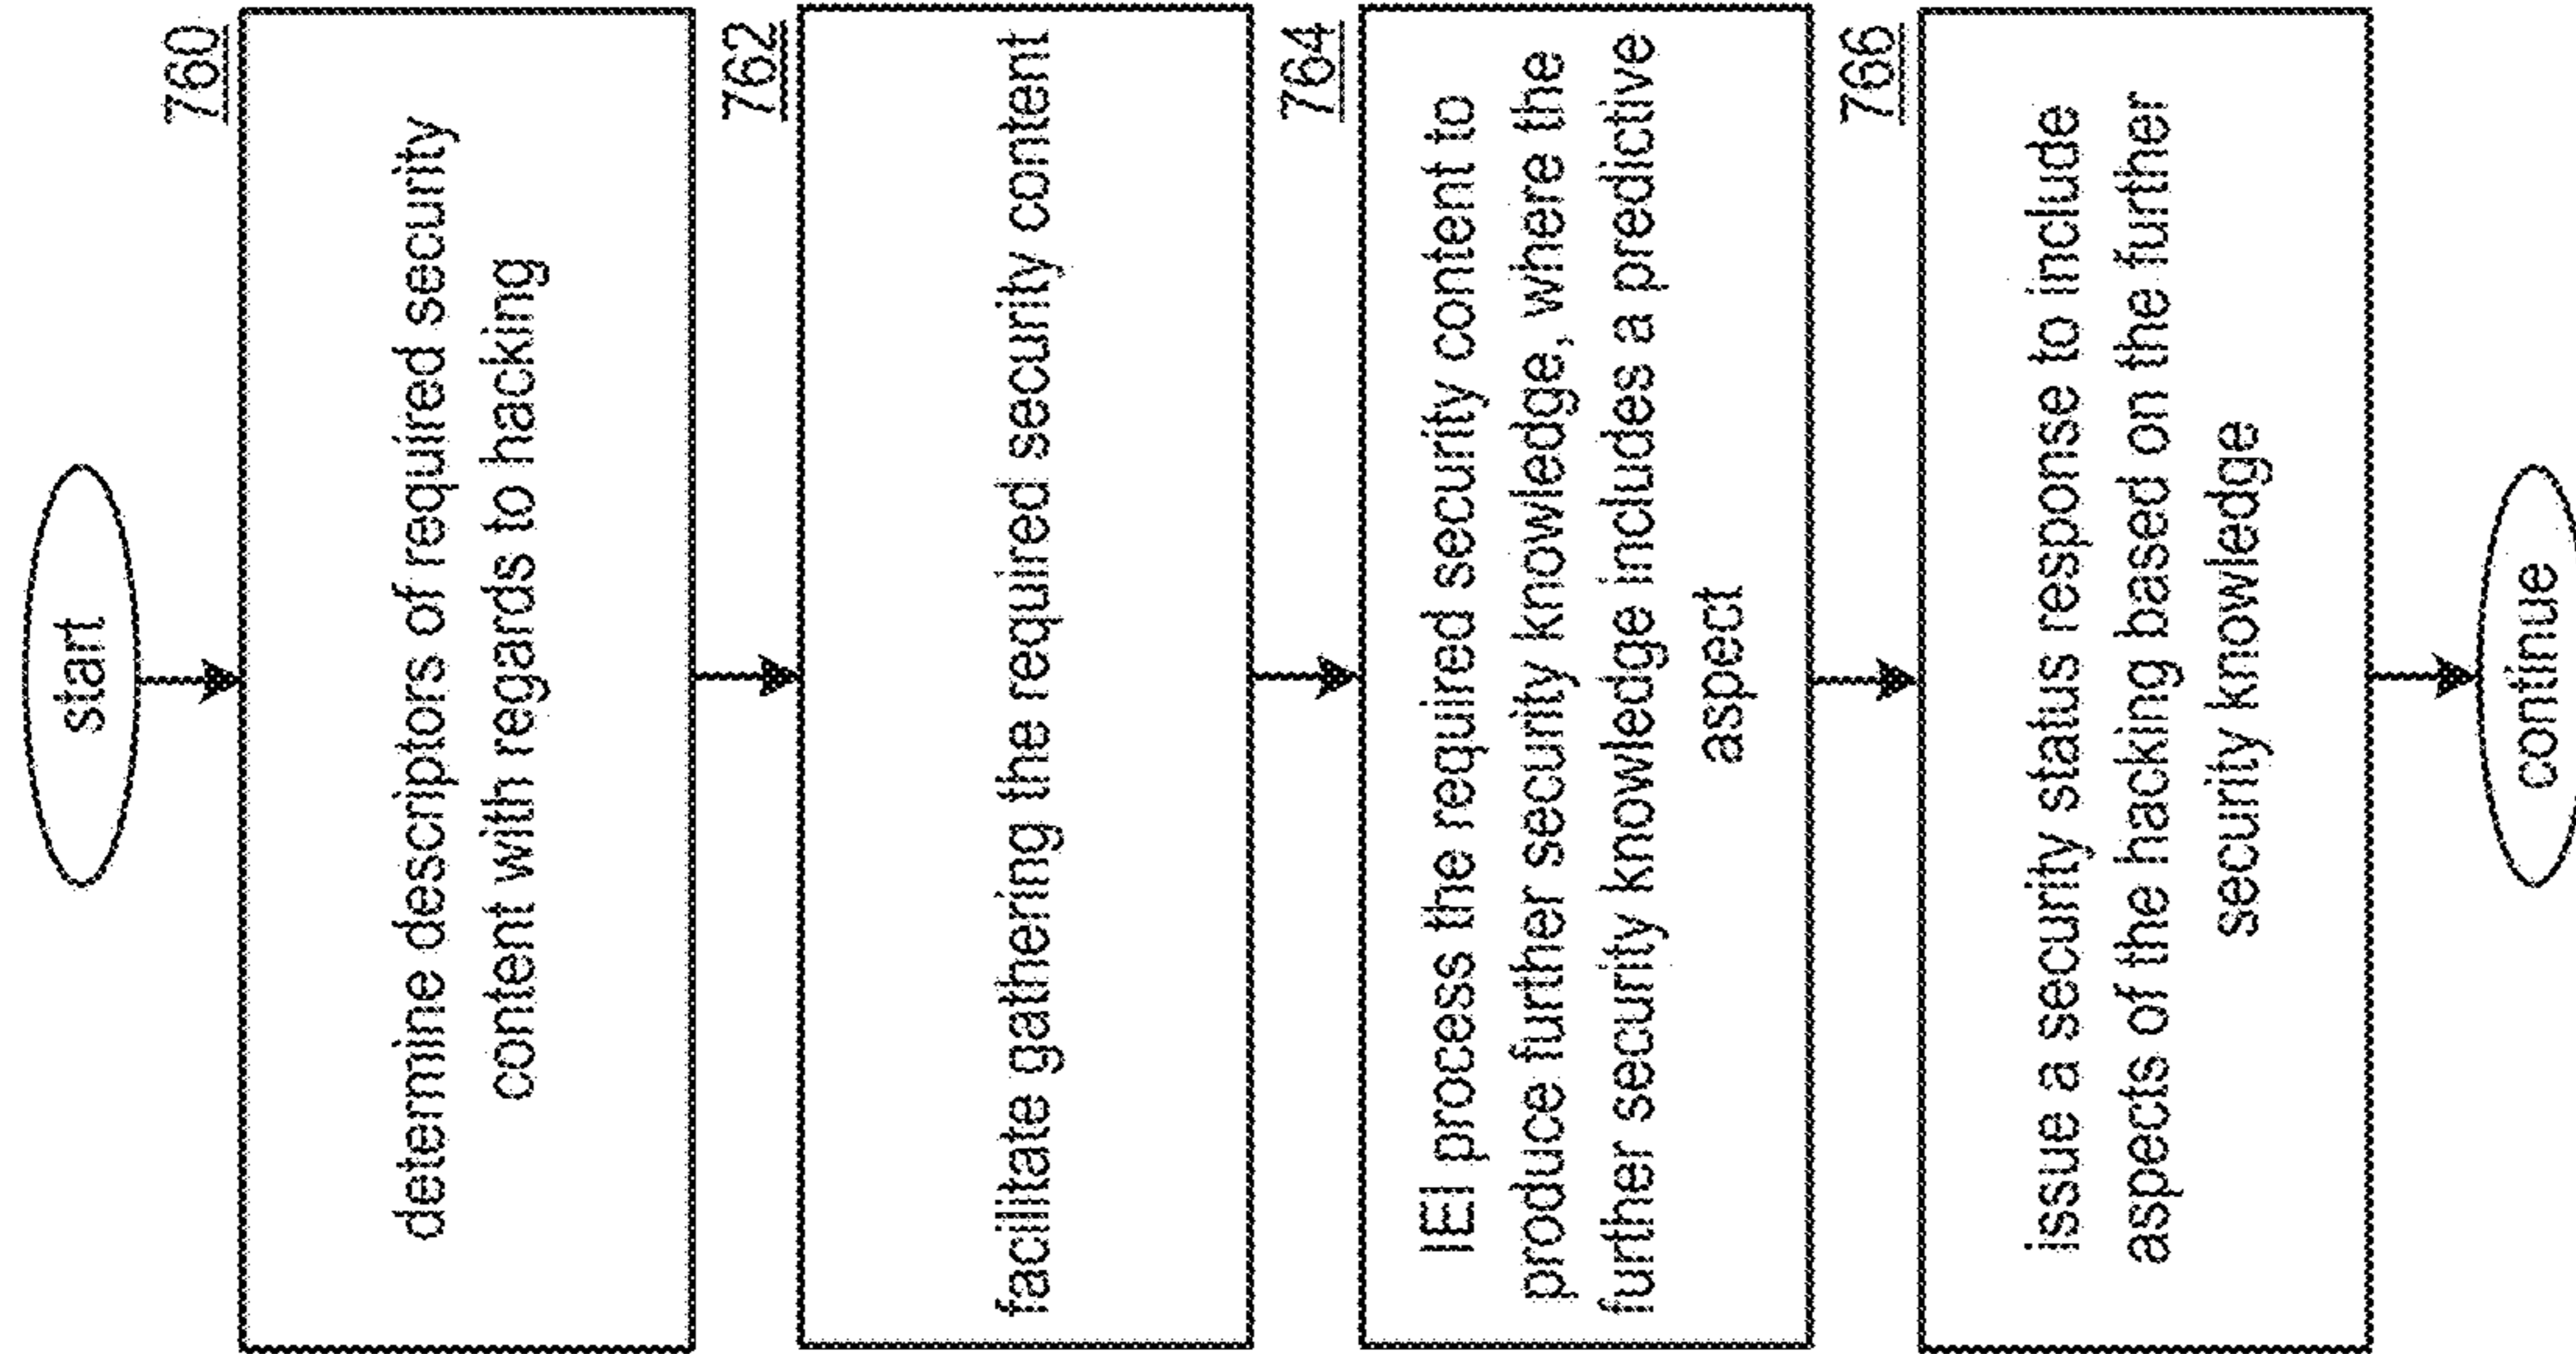 start
760
determine descriptors of required security
content with regards to hacking
762
facilitate gathering the required security content
764
IEI process the required security content to
produce further security knowledge, where the
further security knowledge includes a predictive
aspect
766
issue a security status response to include
aspects of the hacking based on the further
security knowledge
continue